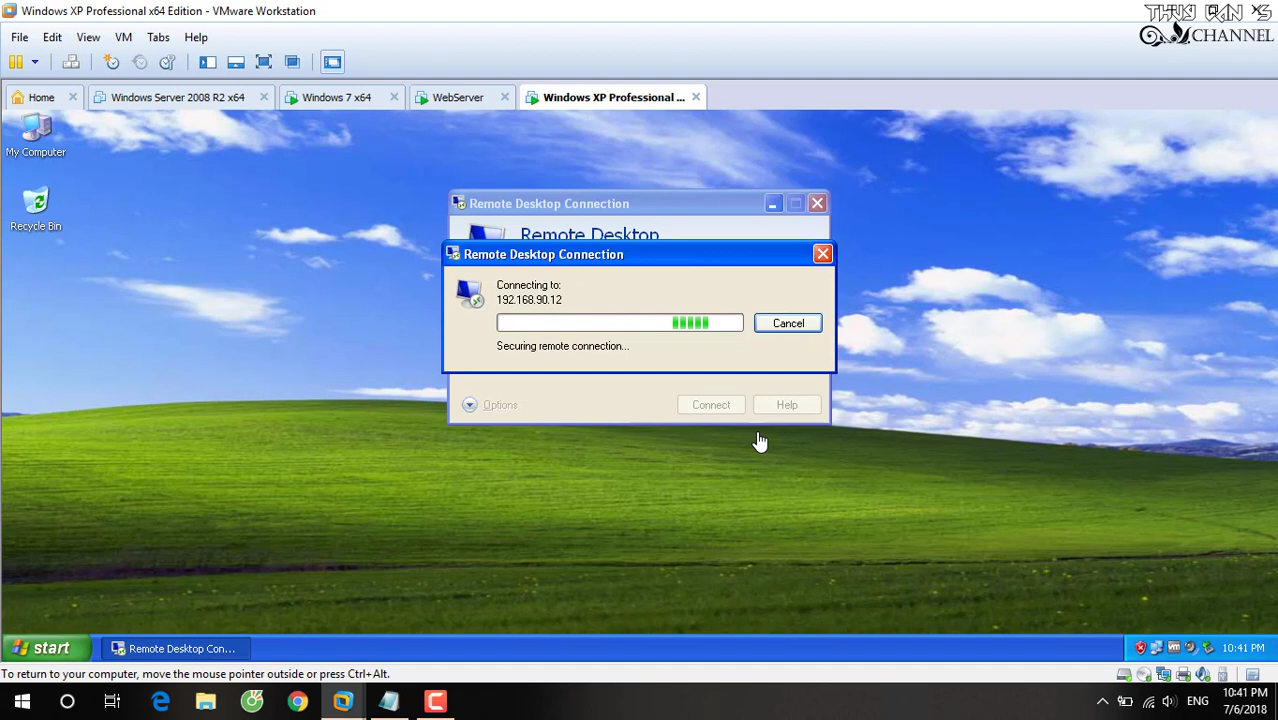 Windows XP Professional x64 Edition - VMware Workstation
THUY VAN'S
CHANNEL
File Edit View VM Tabs Help
Home Windows Server 2008 R2 x64 Windows 7 x64 WebServer Windows XP Professional ...
My Computer
Recycle Bin
Remote Desktop Connection
Remote Desktop
Remote Desktop Connection
Connecting to:
192.168.90.12
Cancel
Securing remote connection...
Options Connect Help
start Remote Desktop Con... 10:41 PM
To return to your computer, move the mouse pointer outside or press Ctrl+Alt.
ENG 10:41 PM
7/6/2018